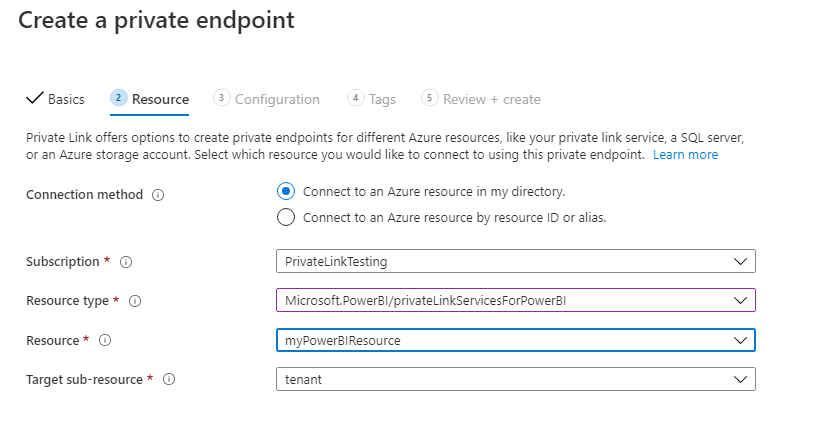 Create a private endpoint
Basics 2 Resource 3 Configuration 4 Tags 5 Review + create
Private Link offers options to create private endpoints for different Azure resources, like your private link service, a SQL server,
or an Azure storage account. Select which resource you would like to connect to using this private endpoint. Learn more
Connection method Connect to an Azure resource in my directory.
Connect to an Azure resource by resource ID or alias.
Subscription * PrivateLinkTesting
Resource type * Microsoft.PowerBI/privateLinkServicesForPowerBI
Resource * myPowerBIResource
Target sub-resource * tenant